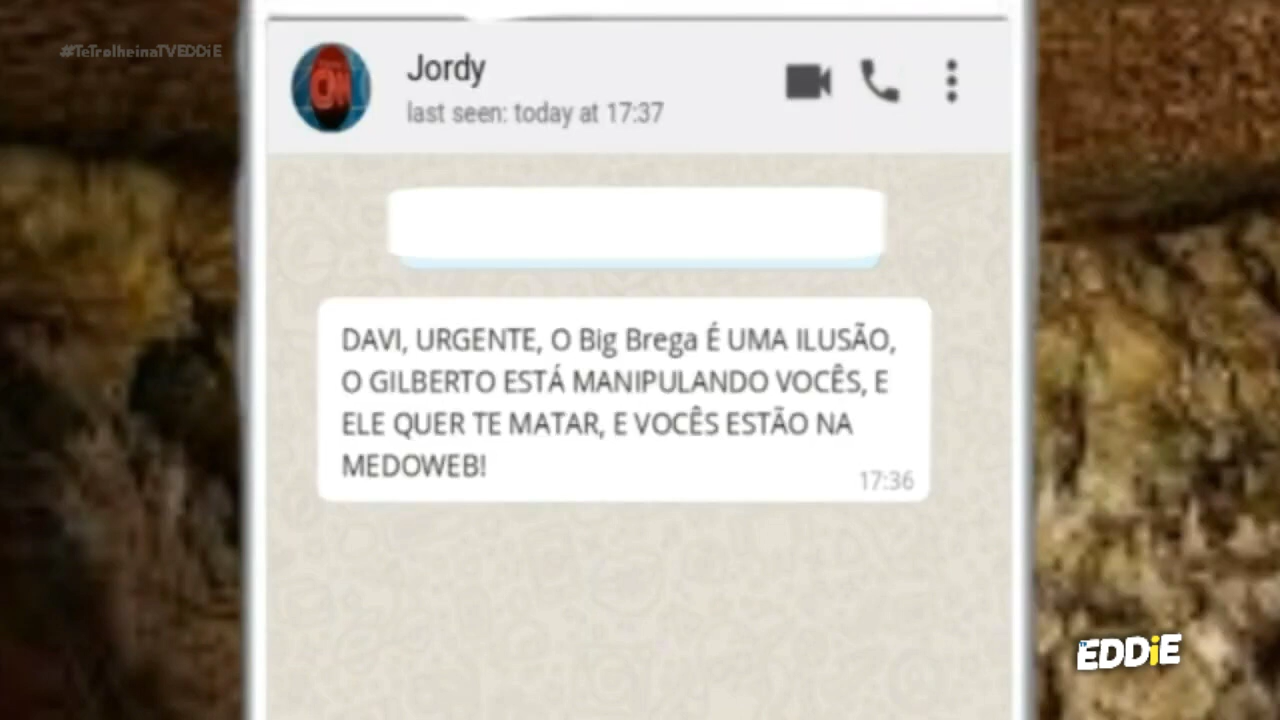 #TeTrolheinaTVEDDiE
Jordy
last seen: today at 17:37
DAVI, URGENTE, O Big Brega É UMA ILUSÃO,
O GILBERTO ESTÁ MANIPULANDO VOCÊS, E
ELE QUER TE MATAR, E VOCÊS ESTÃO NA
MEDOWEB!
17:36
EDDiE